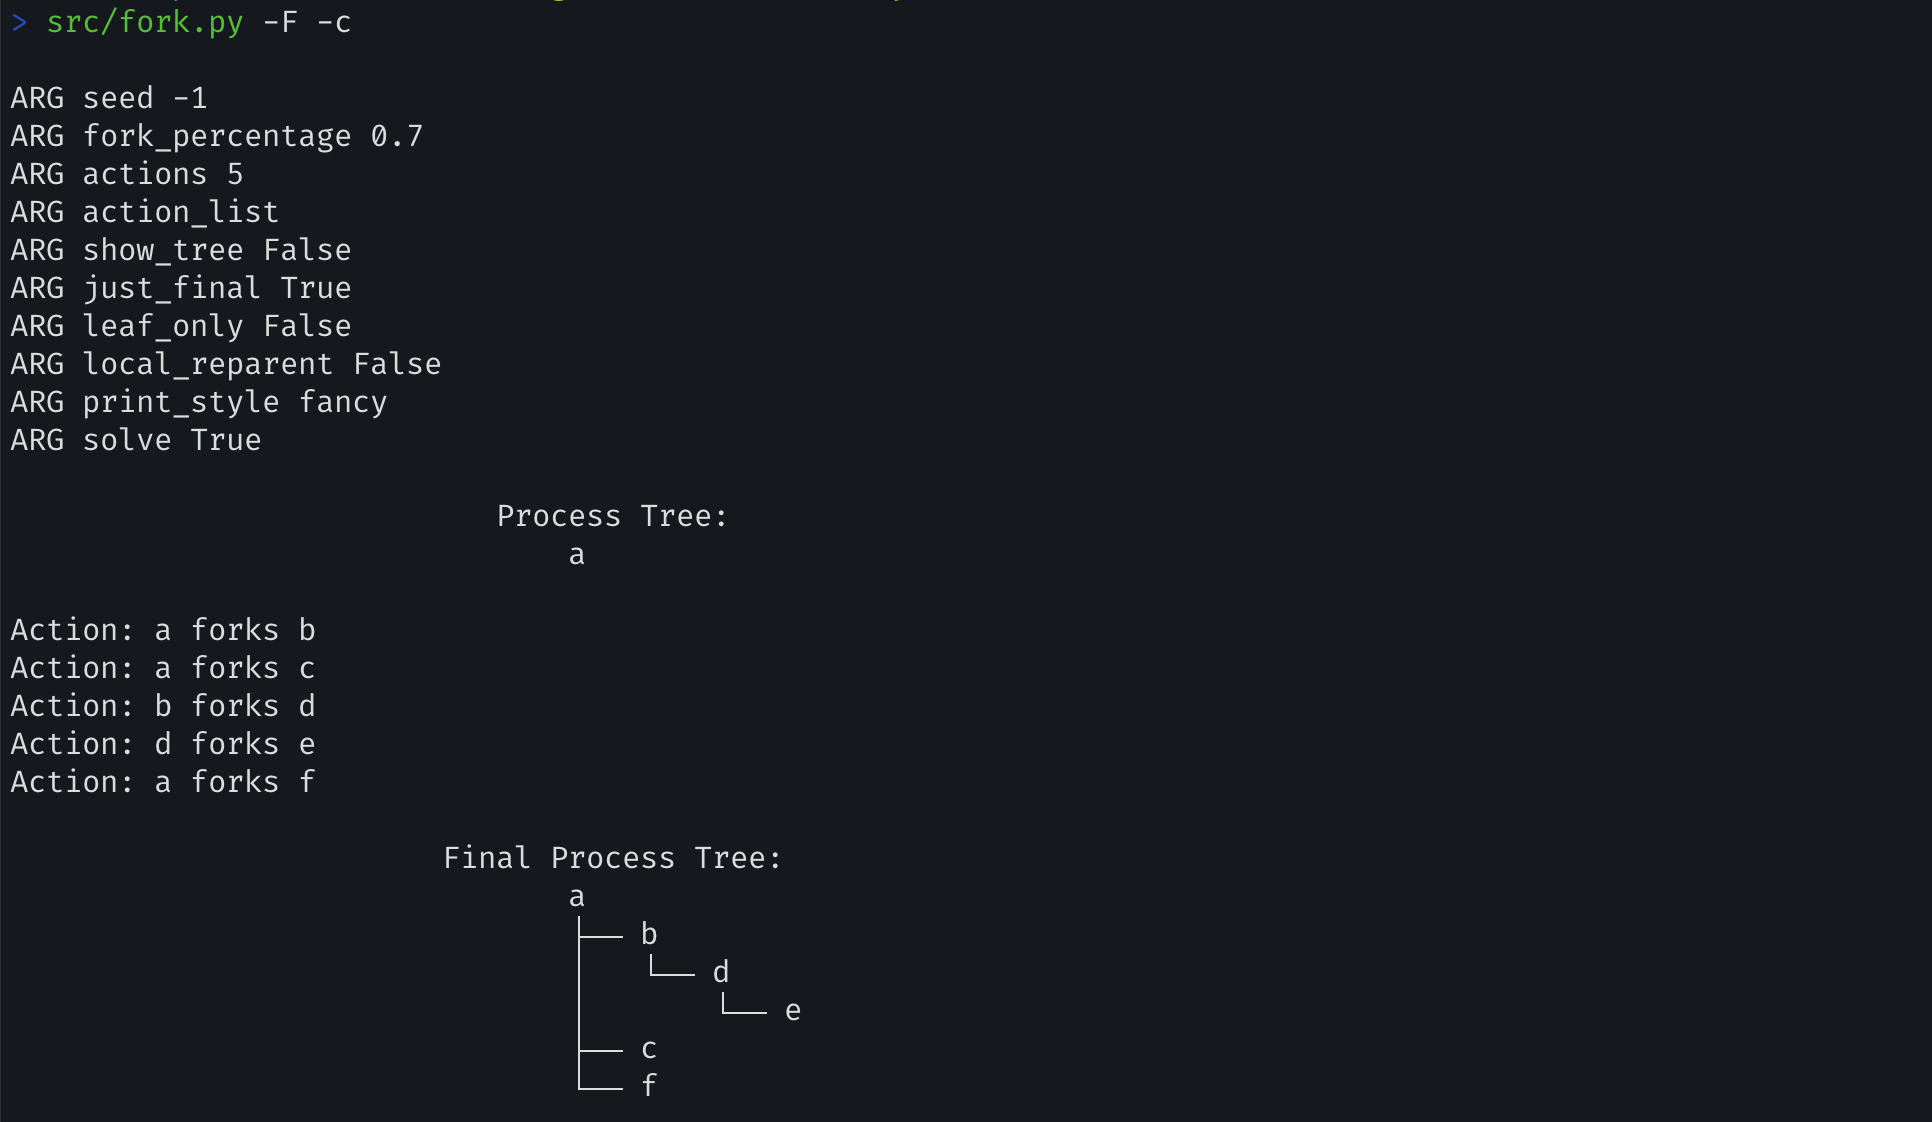 > src/fork.py -F -c
ARG seed -1
ARG fork_percentage 0.7
ARG actions 5
ARG action_list
ARG show_tree False
ARG just_final True
ARG leaf_only False
ARG local_reparent False
ARG print_style fancy
ARG solve True
Process Tree:
a
Action: a forks b
Action: a forks c
Action: b forks d
Action: d forks e
Action: a forks f
Final Process Tree:
a
├── b
└── d
└── e
├── c
└── f